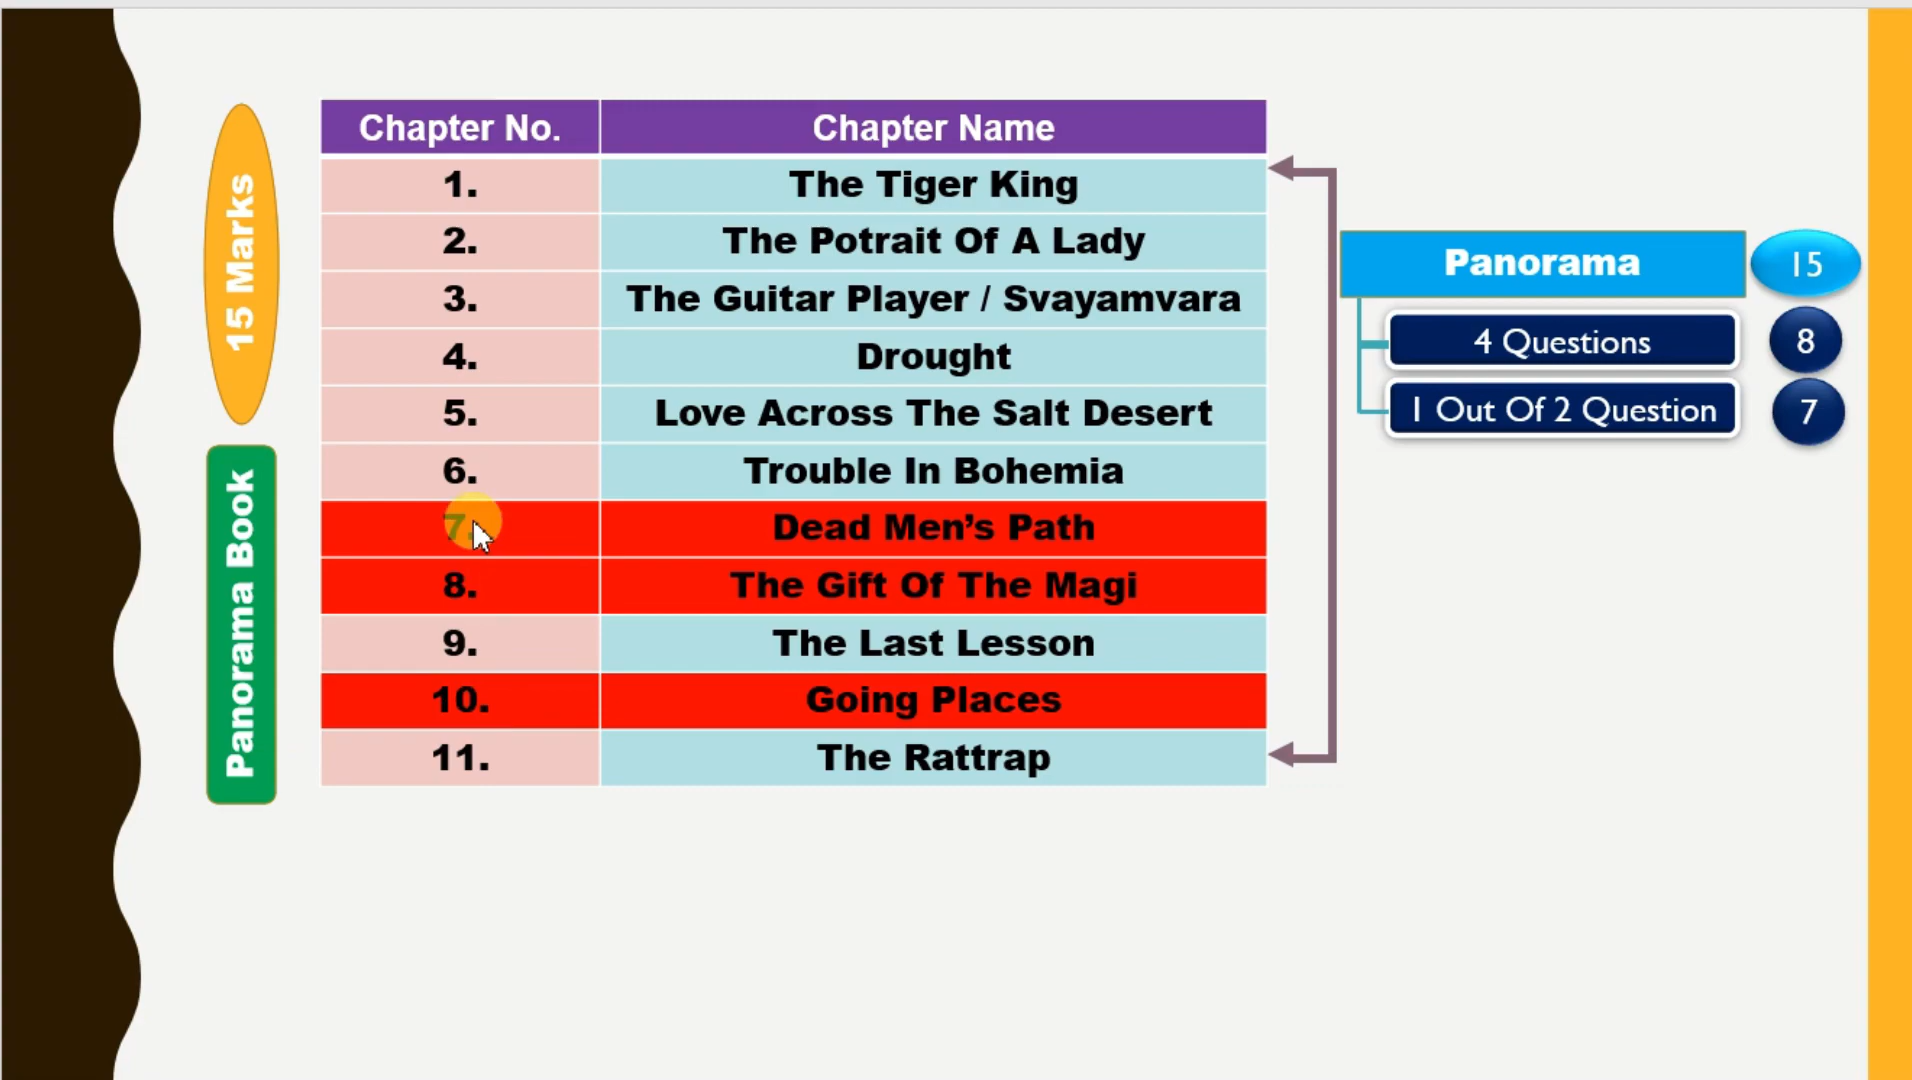 15 Marks
Panorama Book
Chapter No. Chapter Name
1. The Tiger King
2. The Potrait Of A Lady
3. The Guitar Player / Svayamvara
4. Drought
5. Love Across The Salt Desert
6. Trouble In Bohemia
7. Dead Men’s Path
8. The Gift Of The Magi
9. The Last Lesson
10. Going Places
11. The Rattrap
Panorama 15
4 Questions 8
1 Out Of 2 Question 7